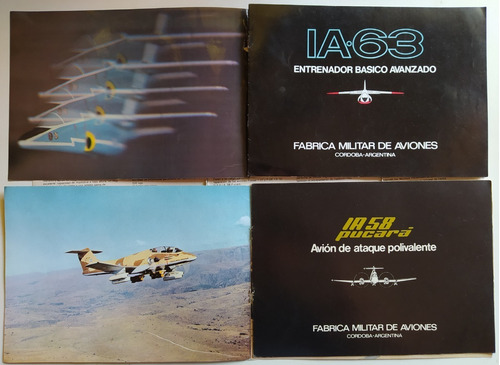 IA·63
ENTRENADOR BASICO AVANZADO
FABRICA MILITAR DE AVIONES
CORDOBA-ARGENTINA
IA 58
pucará
Avión de ataque polivalente
FABRICA MILITAR DE AVIONES
CORDOBA-ARGENTINA